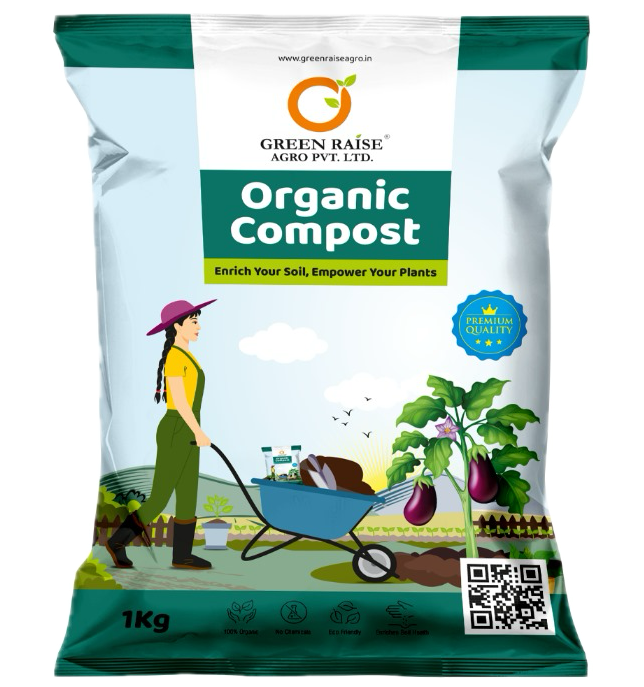 www.greenraiseagro.in
GREEN RAISE®
AGRO PVT. LTD.
Organic
Compost
Enrich Your Soil, Empower Your Plants
PREMIUM
QUALITY
1Kg
100% Organic
No Chemicals
Eco Friendly